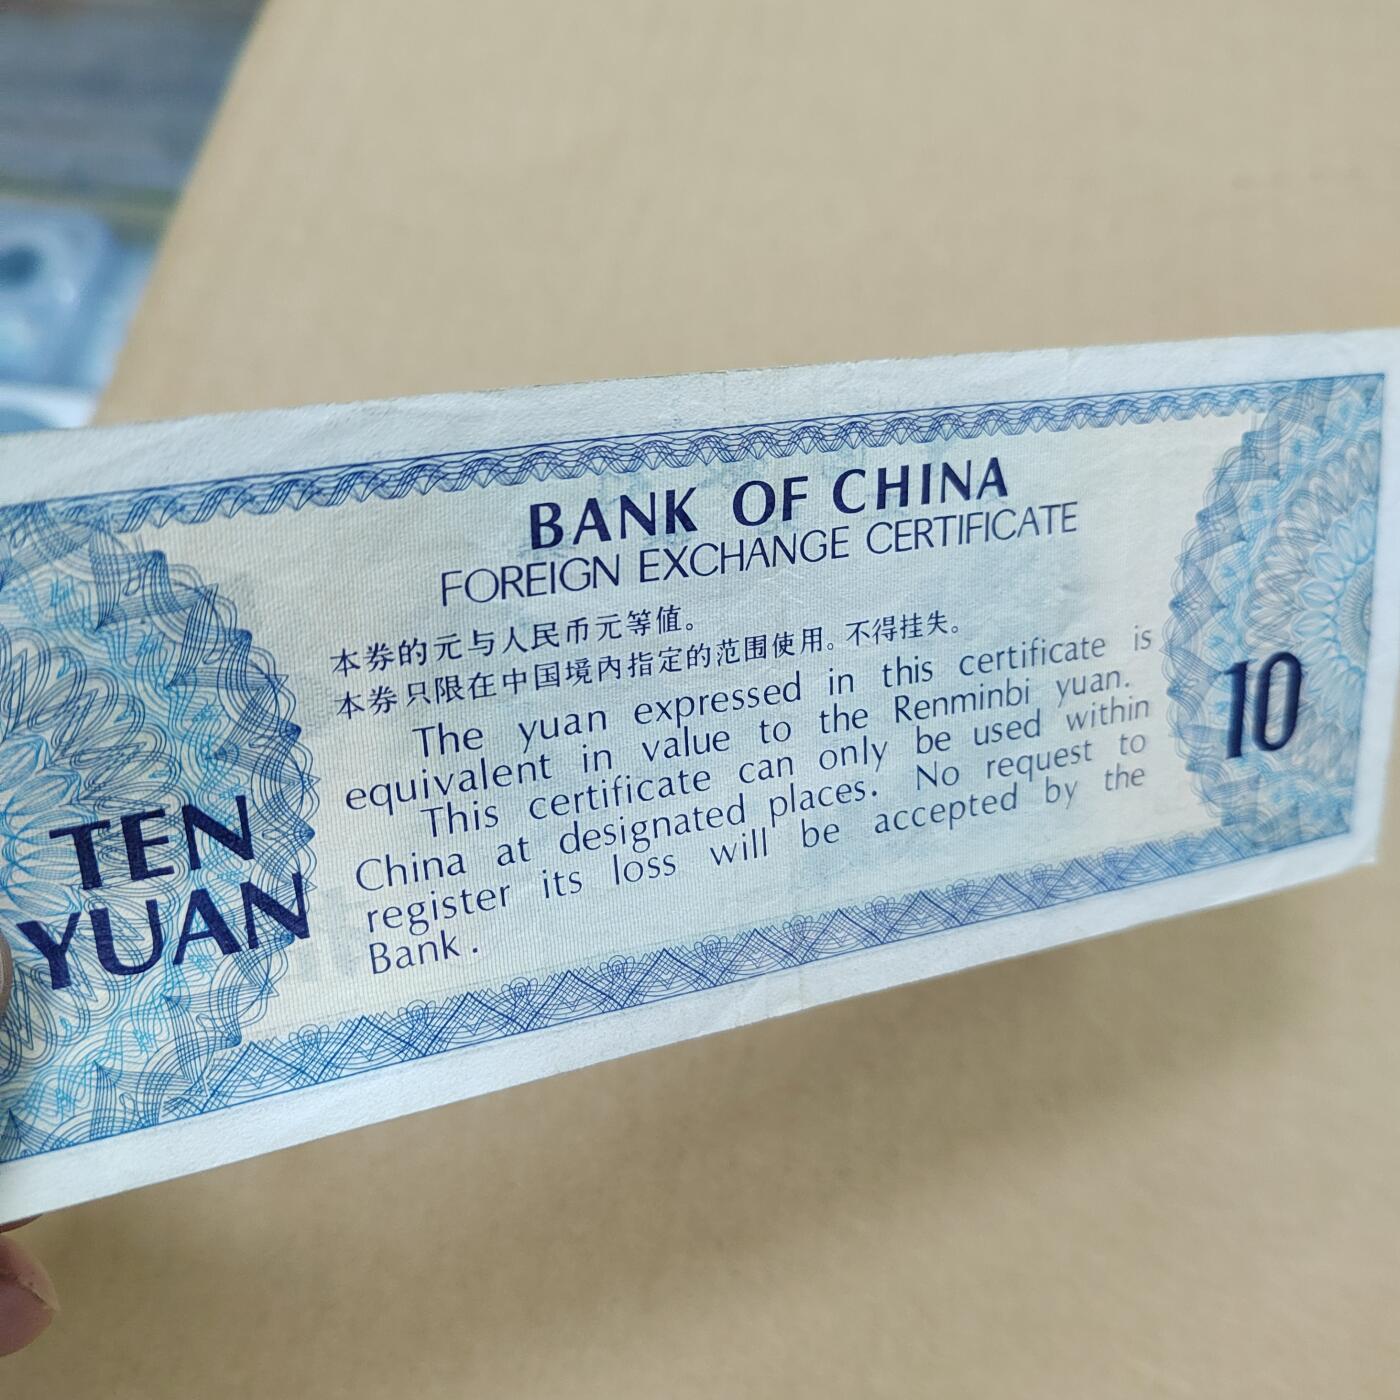 BANK OF CHINA
FOREIGN EXCHANGE CERTIFICATE
本券的元与人民币元等值。
本券只限在中国境内指定的范围使用。不得挂失。
The yuan expressed in this certificate is
equivalent in value to the Renminbi yuan.
This certificate can only be used within
China at designated places. No request to
register its loss will be accepted by the
Bank.
TEN
YUAN
10